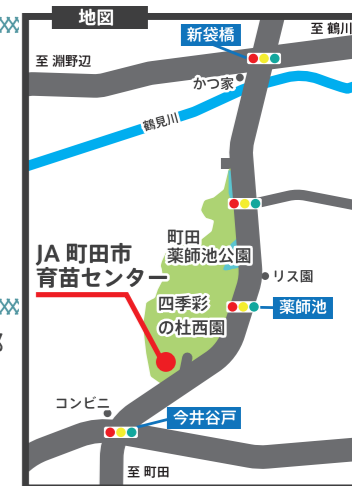 地図
新袋橋
至 鶴川
至 淵野辺
かつ家
鶴見川
町田
薬師池公園
JA 町田市
育苗センター
リス園
四季彩
の杜西園
薬師池
コンビニ
今井谷戸
至 町田